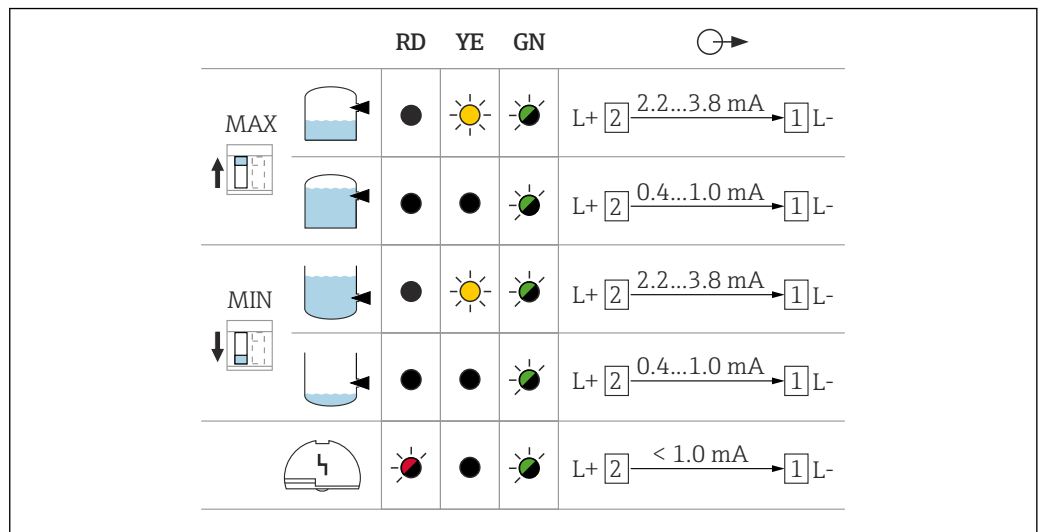 RD YE GN
MAX
L+ 2 2.2...3.8 mA 1 L-
L+ 2 0.4...1.0 mA 1 L-
MIN
L+ 2 2.2...3.8 mA 1 L-
L+ 2 0.4...1.0 mA 1 L-
L+ 2 < 1.0 mA 1 L-